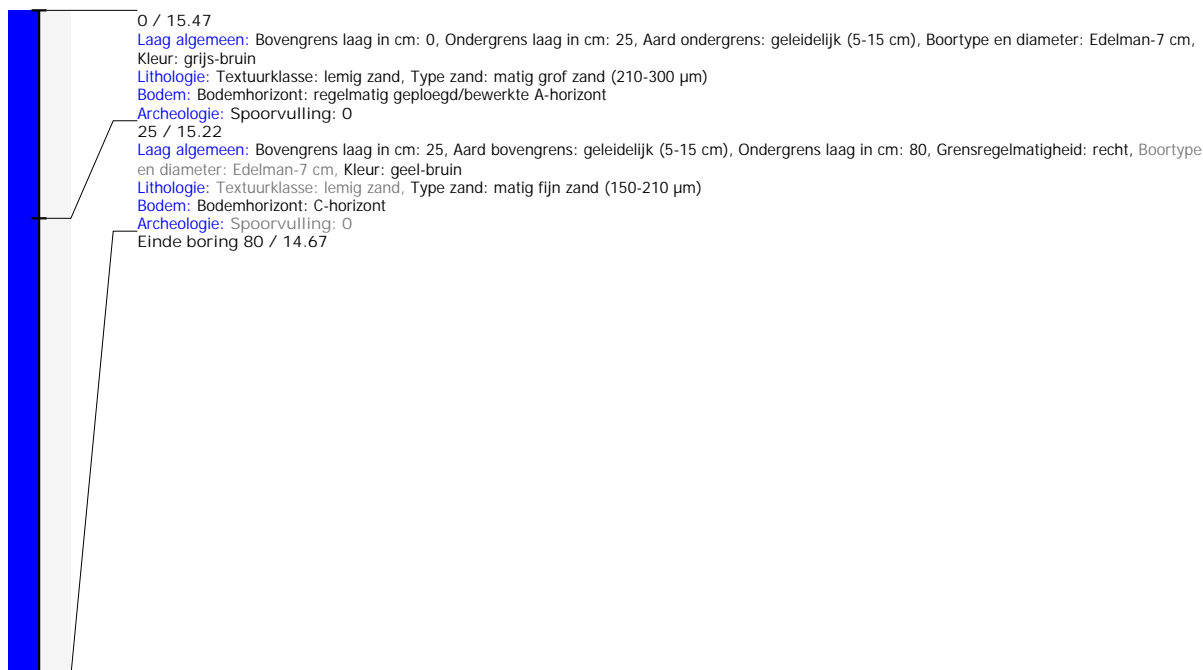 0 / 15.47
Laag algemeen: Bovengrens laag in cm: 0, Ondergrens laag in cm: 25, Aard ondergrens: geleidelijk (5-15 cm), Boortype en diameter: Edelman-7 cm,
Kleur: grijs-bruin
Lithologie: Textuurklasse: lemig zand, Type zand: matig grof zand (210-300 µm)
Bodem: Bodemhorizont: regelmatig geploegd/bewerkte A-horizont
Archeologie: Spoorvulling: 0
25 / 15.22
Laag algemeen: Bovengrens laag in cm: 25, Aard bovengrens: geleidelijk (5-15 cm), Ondergrens laag in cm: 80, Grensregelmatigheid: recht, Boortype
en diameter: Edelman-7 cm, Kleur: geel-bruin
Lithologie: Textuurklasse: lemig zand, Type zand: matig fijn zand (150-210 µm)
Bodem: Bodemhorizont: C-horizont
Archeologie: Spoorvulling: 0
Einde boring 80 / 14.67